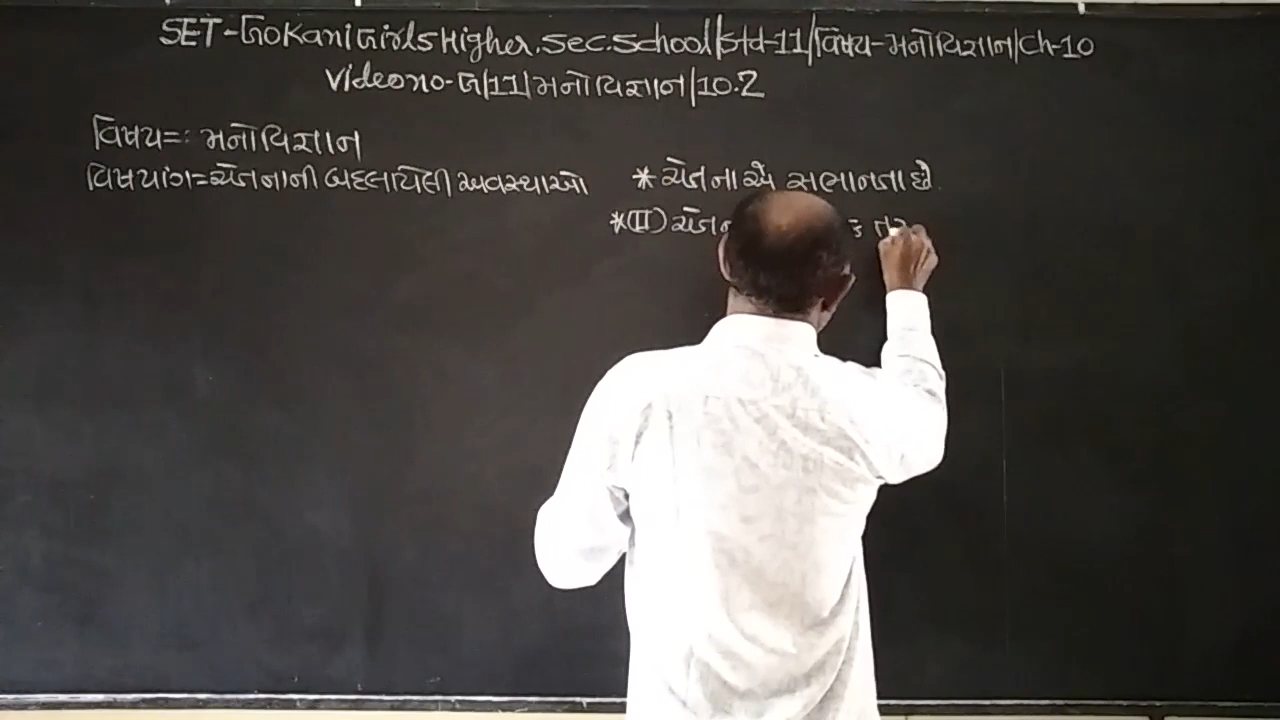 SET-GoKani Girls Higher.Sec.School/Std-11/વિષય-મનોવિજ્ઞાન/Ch-10
Video no-G/11/મનોવિજ્ઞાન/10.2
વિષય=: મનોવિજ્ઞાન
વિષયાંગ=ચેતનાની બદલાયેલી અવસ્થાઓ
* ચેતના એ સભાનતા છે.
*(II)